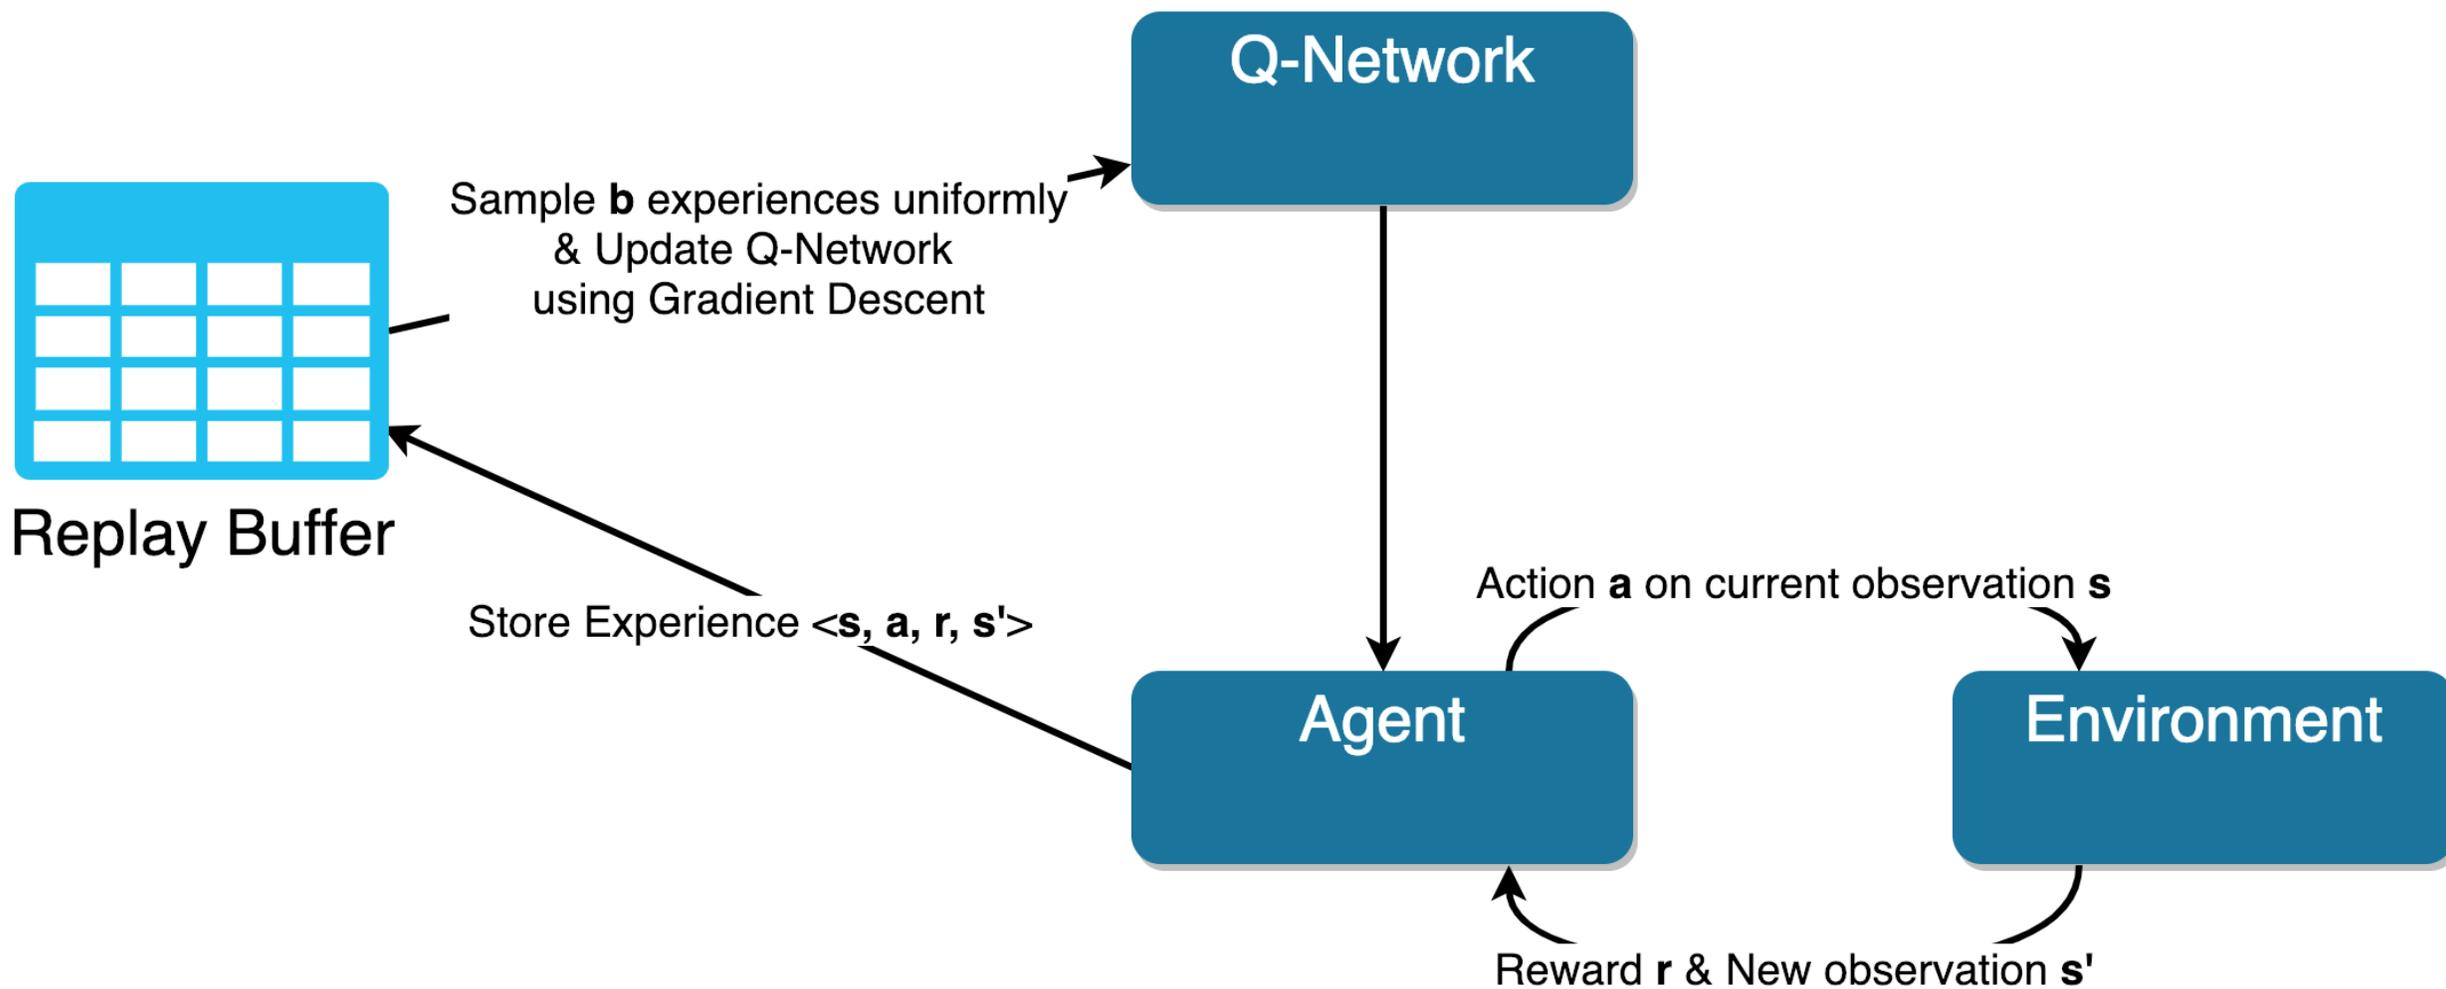 Q-Network
Sample b experiences uniformly
& Update Q-Network
using Gradient Descent
Replay Buffer
Action a on current observation s
Store Experience <s, a, r, s'>
Agent
Environment
Reward r & New observation s'